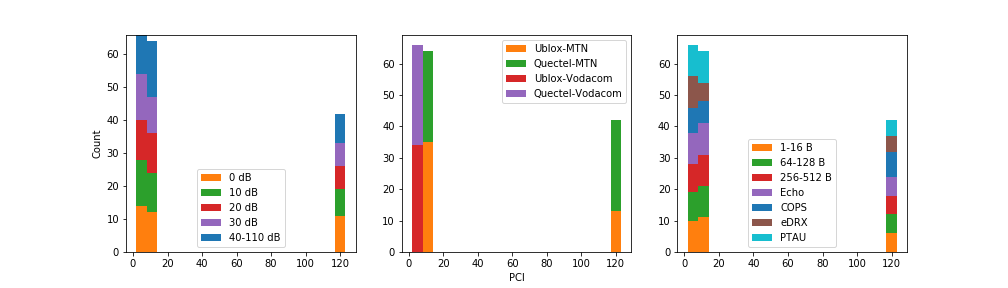 Count
60
50
40
30
20
10
0
0 dB
10 dB
20 dB
30 dB
40-110 dB
0 20 40 60 80 100 120
60
50
40
30
20
10
0
Ublox-MTN
Quectel-MTN
Ublox-Vodacom
Quectel-Vodacom
0 20 40 60 80 100 120
PCI
60
50
40
30
20
10
0
1-16 B
64-128 B
256-512 B
Echo
COPS
eDRX
PTAU
0 20 40 60 80 100 120